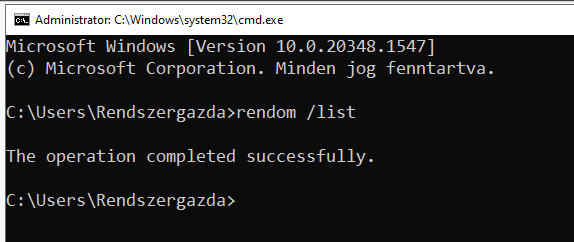 Administrator: C:\Windows\system32\cmd.exe
Microsoft Windows [Version 10.0.20348.1547]
(c) Microsoft Corporation. Minden jog fenntartva.
C:\Users\Rendszergazda>rendom /list
The operation completed successfully.
C:\Users\Rendszergazda>